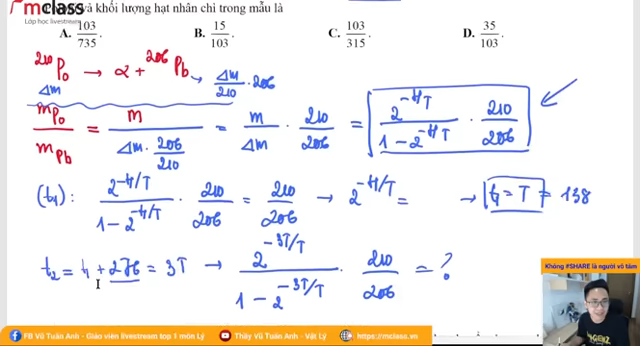 mclass
Lớp học livestream
và khối lượng hạt nhân chì trong mẫu là
A. 103/735. B. 15/103. C. 103/315. D. 35/103.
²¹⁰Po → α + ²⁰⁶Pb → Δm/210 · 206
Δm
mPo/mPb = m/(Δm · 206/210) = m/Δm · 210/206 = 2^(-t/T)/(1 - 2^(-t/T)) · 210/206
(t₁): 2^(-t₁/T)/(1 - 2^(-t₁/T)) · 210/206 = 210/206 → 2^(-t₁/T) = → t₁ = T = 138
t₂ = t₁ + 276 = 3T → 2^(-3T/T)/(1 - 2^(-3T/T)) · 210/206 = ?
Không #SHARE là người vô tâm
FB Vũ Tuấn Anh - Giáo viên livestream top 1 môn Lý Thầy Vũ Tuấn Anh - Vật Lý https://mclass.vn